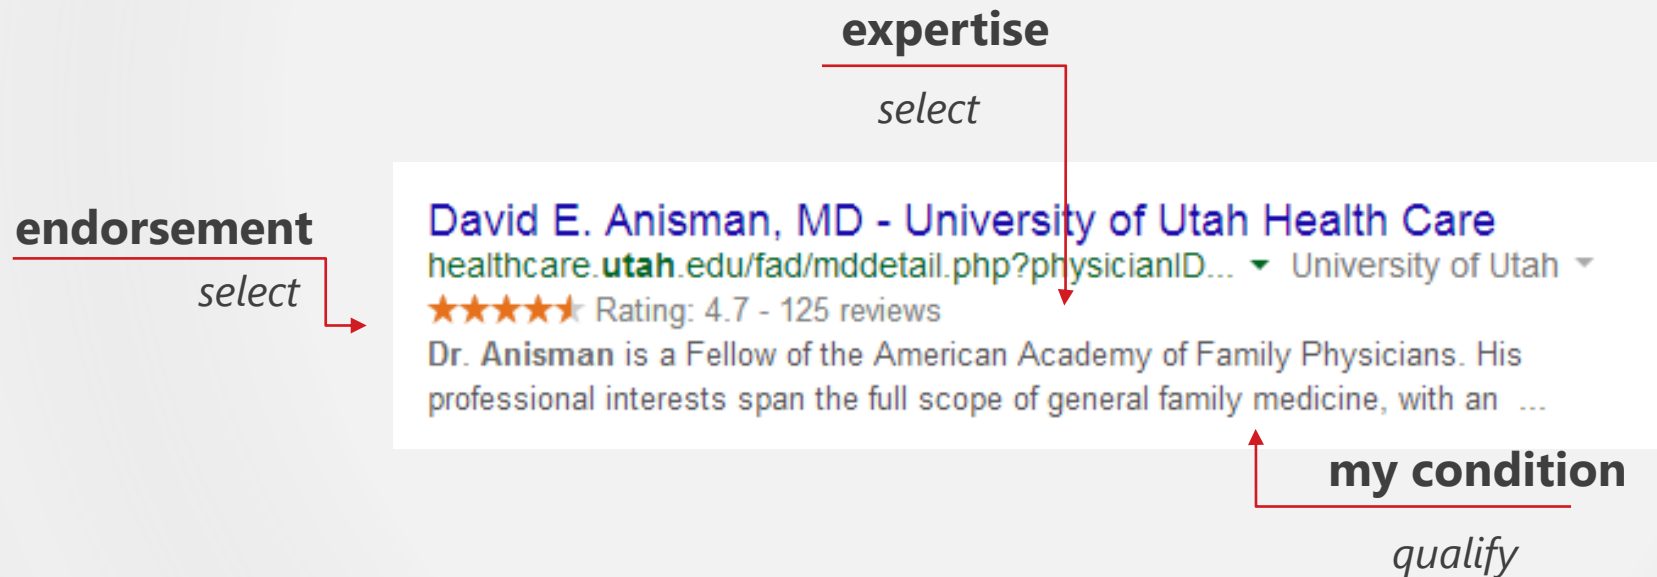 expertise
select
endorsement
select
David E. Anisman, MD - University of Utah Health Care
healthcare.utah.edu/fad/mddetail.php?physicianID... University of Utah
Rating: 4.7 - 125 reviews
Dr. Anisman is a Fellow of the American Academy of Family Physicians. His
professional interests span the full scope of general family medicine, with an ...
my condition
qualify